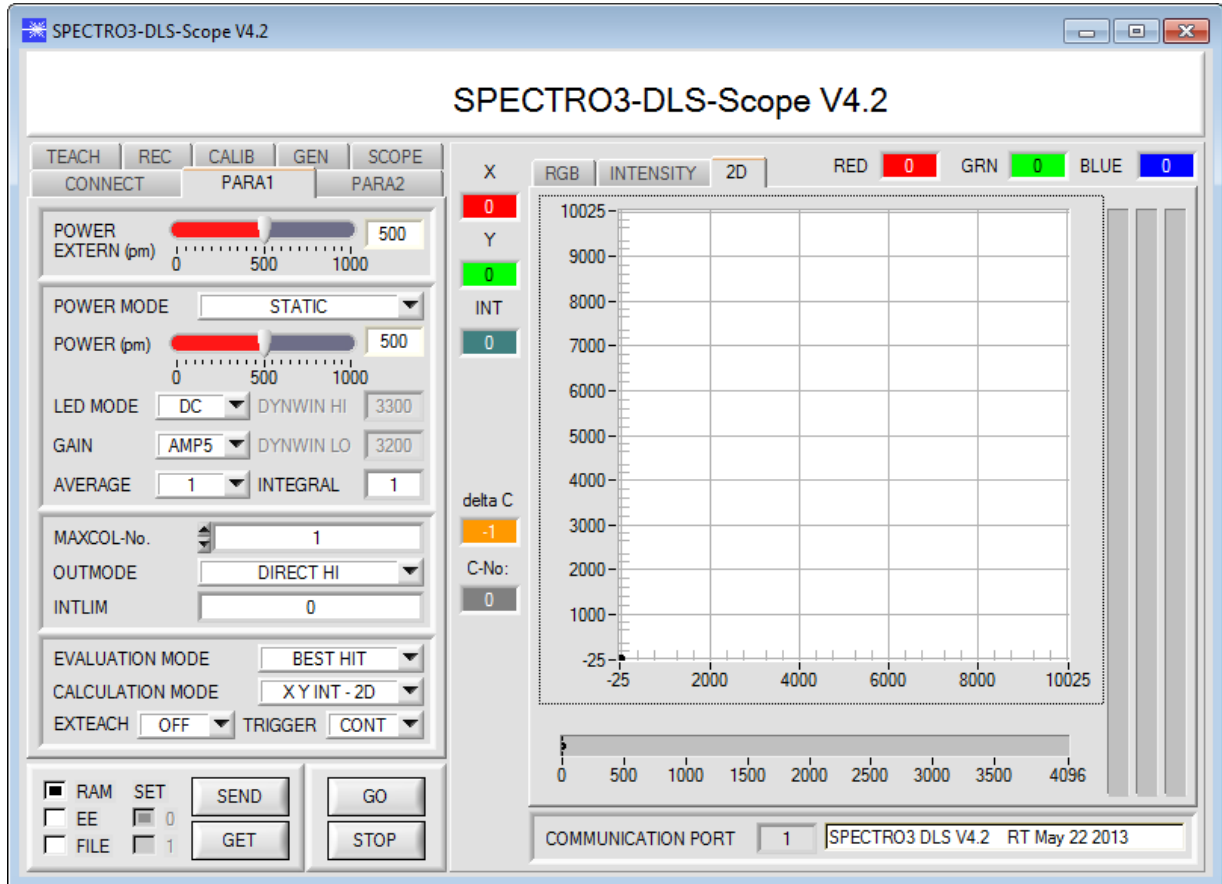 SPECTRO3-DLS-Scope V4.2
SPECTRO3-DLS-Scope V4.2
TEACH REC CALIB GEN SCOPE
CONNECT PARA1 PARA2
POWER EXTERN (pm) 500
0 500 1000
POWER MODE STATIC
POWER (pm) 500
0 500 1000
LED MODE DC DYNWIN HI 3300
GAIN AMP5 DYNWIN LO 3200
AVERAGE 1 INTEGRAL 1
MAXCOL-No. 1
OUTMODE DIRECT HI
INTLIM 0
EVALUATION MODE BEST HIT
CALCULATION MODE X Y INT - 2D
EXTEACH OFF TRIGGER CONT
RAM SET SEND GO
EE 0
FILE 1 GET STOP
X
0
Y
0
INT
0
delta C
-1
C-No:
0
RGB INTENSITY 2D RED 0 GRN 0 BLUE 0
10025
9000
8000
7000
6000
5000
4000
3000
2000
1000
-25
-25 2000 4000 6000 8000 10025
0 500 1000 1500 2000 2500 3000 3500 4096
COMMUNICATION PORT 1 SPECTRO3 DLS V4.2 RT May 22 2013